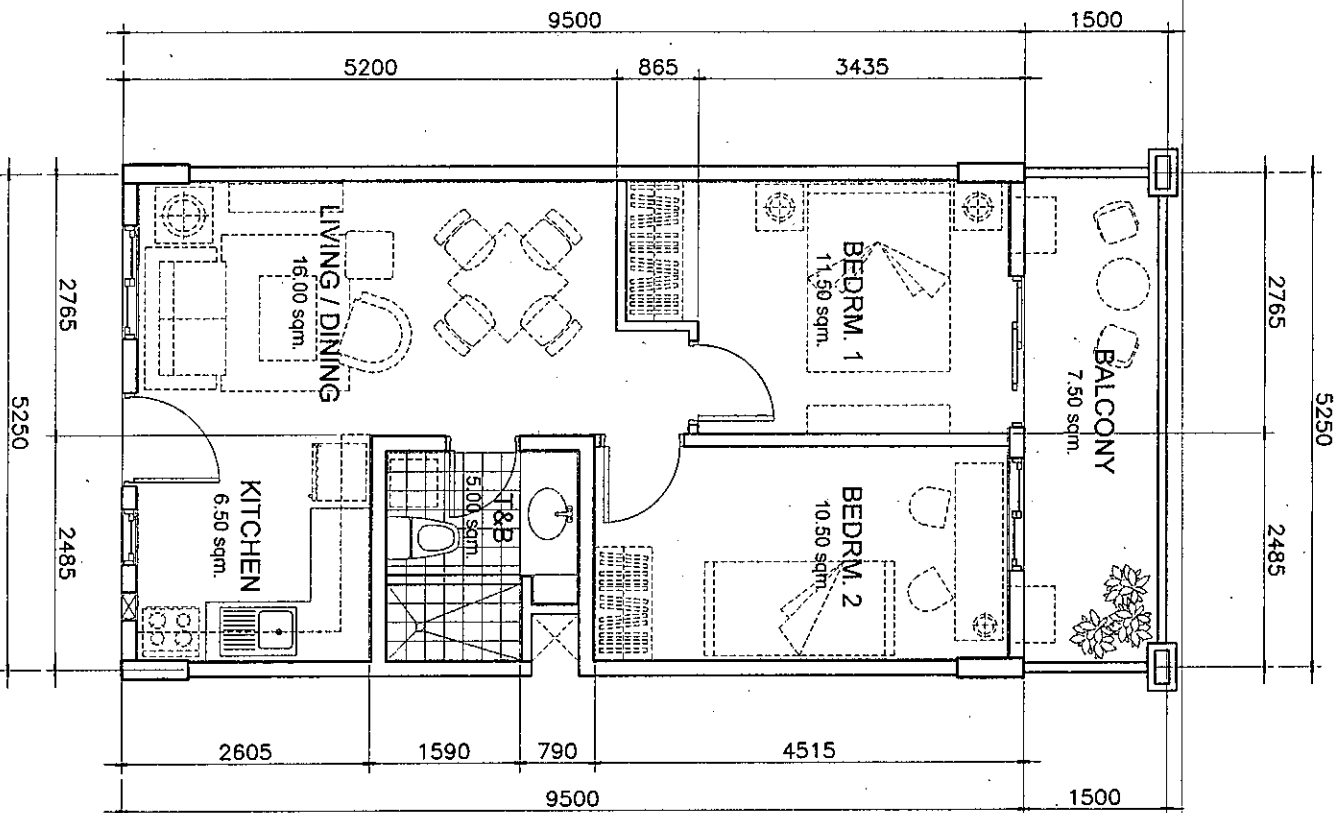 9500
1500
5200
865
3435
LIVING / DINING
16.00 sqm.
BEDRM. 1
11.50 sqm.
BALCONY
7.50 sqm.
KITCHEN
6.50 sqm.
T&B
5.00 sqm.
BEDRM. 2
10.50 sqm.
5250
2765
2485
2765
2485
5250
2605
1590
790
4515
9500
1500